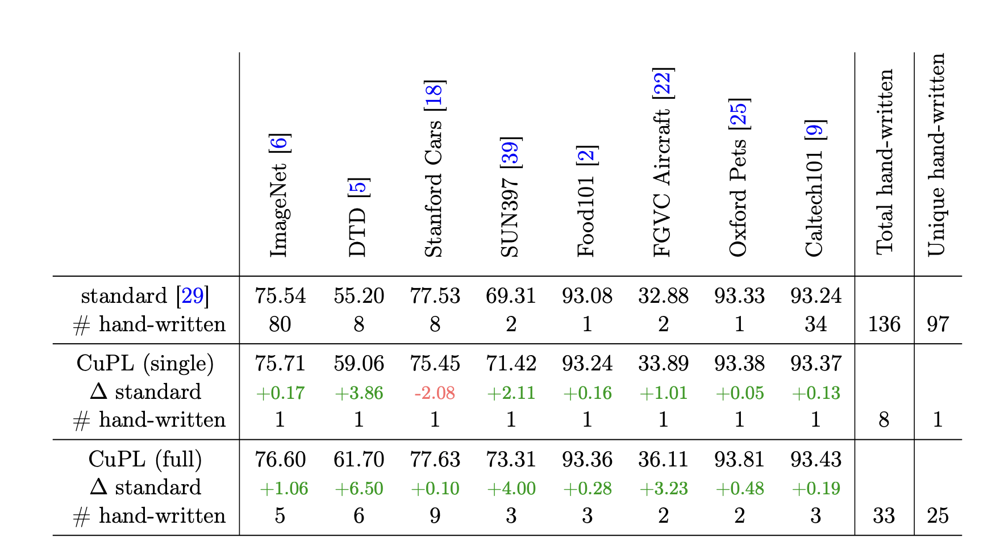 ImageNet [6] DTD [5] Stanford Cars [18] SUN397 [39] Food101 [2] FGVC Aircraft [22] Oxford Pets [25] Caltech101 [9] Total hand-written Unique hand-written
standard [29] 75.54 55.20 77.53 69.31 93.08 32.88 93.33 93.24
# hand-written 80 8 8 2 1 2 1 34 136 97
CuPL (single) 75.71 59.06 75.45 71.42 93.24 33.89 93.38 93.37
Δ standard +0.17 +3.86 -2.08 +2.11 +0.16 +1.01 +0.05 +0.13
# hand-written 1 1 1 1 1 1 1 1 8 1
CuPL (full) 76.60 61.70 77.63 73.31 93.36 36.11 93.81 93.43
Δ standard +1.06 +6.50 +0.10 +4.00 +0.28 +3.23 +0.48 +0.19
# hand-written 5 6 9 3 3 2 2 3 33 25